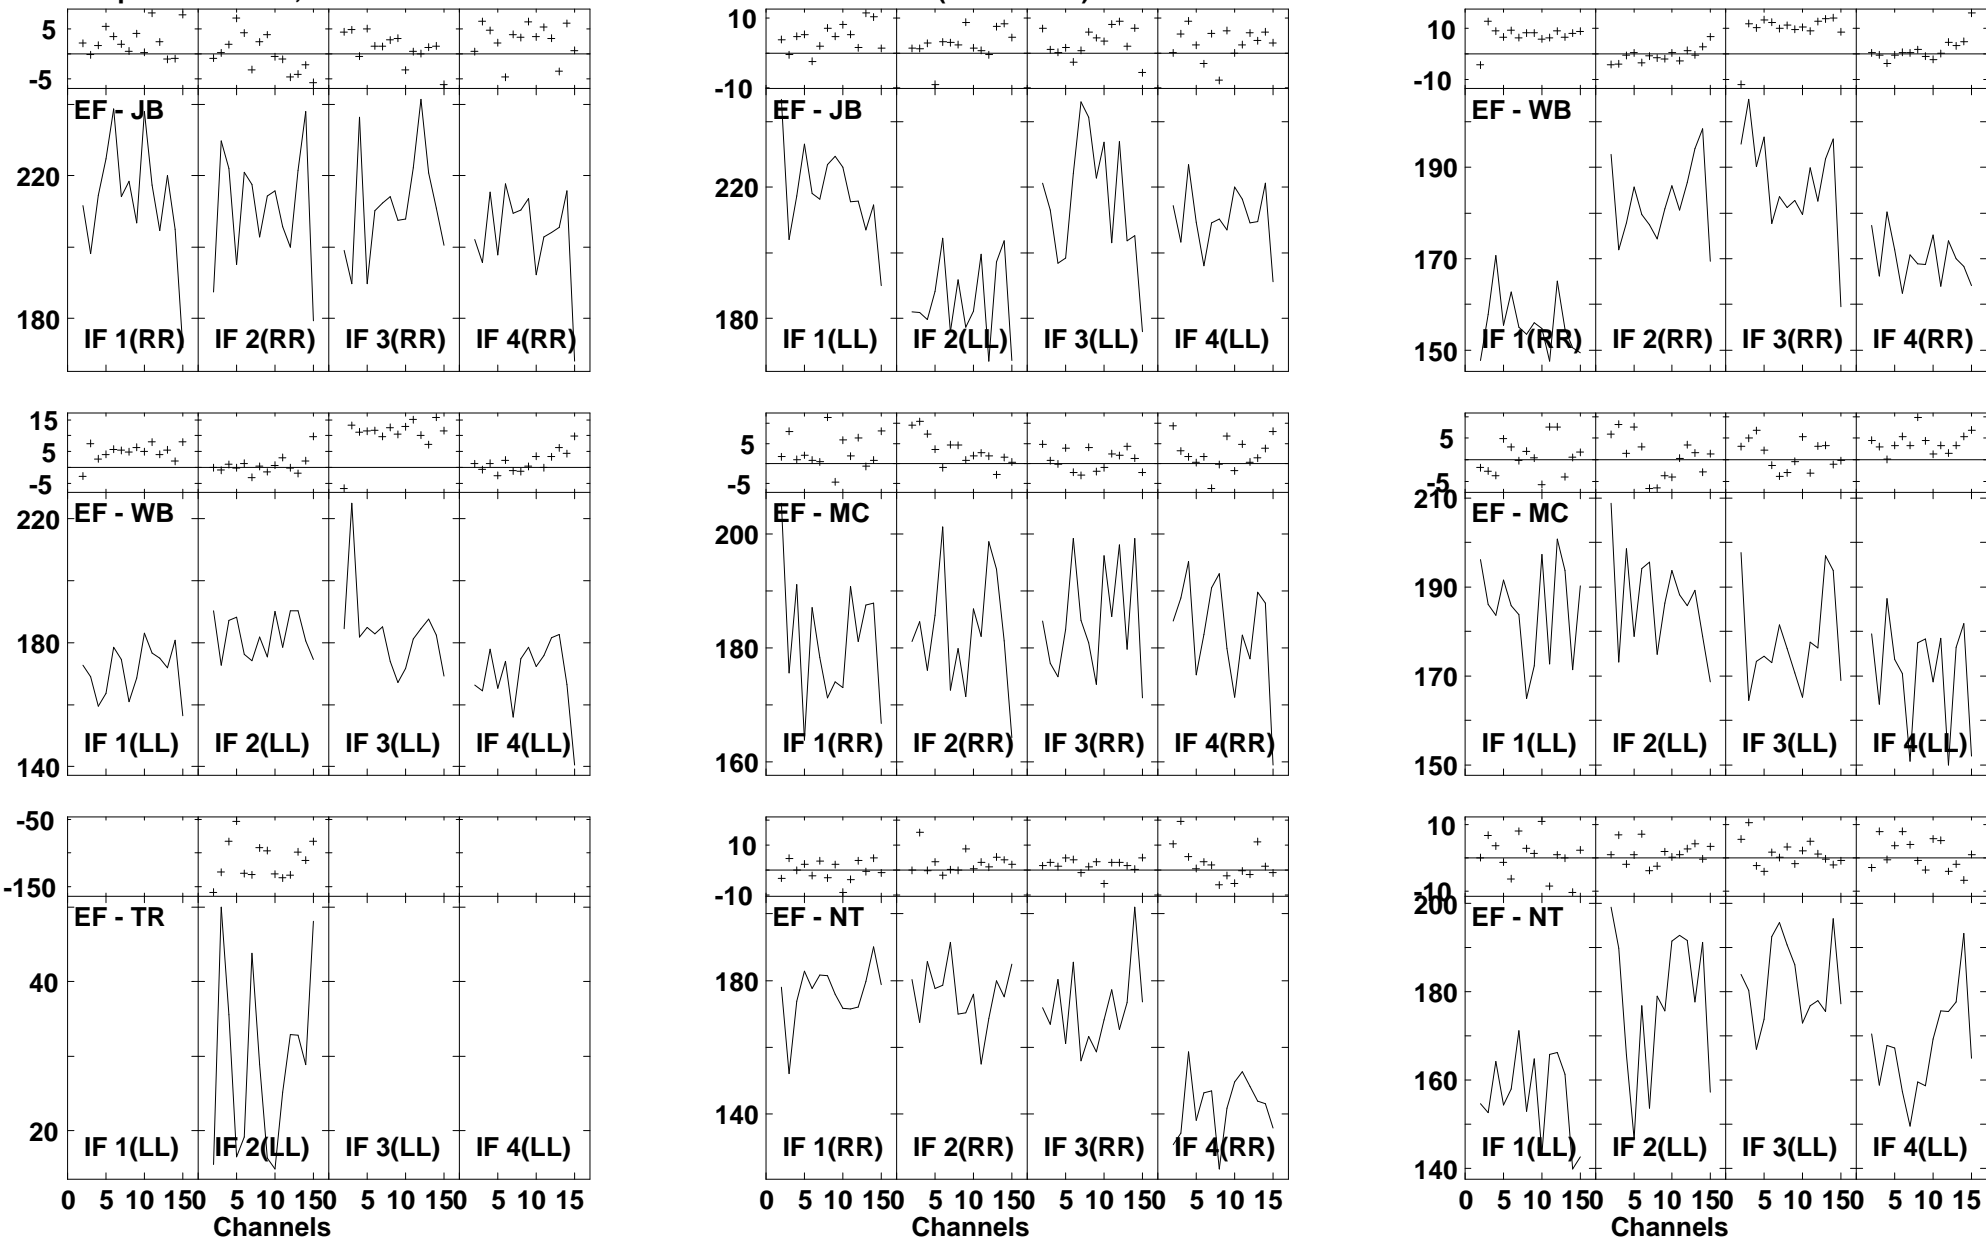 5 10 10
-5 -10 -10
EF - JB EF - JB EF - WB
220 220 190
170
180 180 150
IF 1(RR) IF 2(RR) IF 3(RR) IF 4(RR) IF 1(LL) IF 2(LL) IF 3(LL) IF 4(LL) IF 1(RR) IF 2(RR) IF 3(RR) IF 4(RR)
15
5 5 5
-5 -5 -5
210
EF - WB EF - MC EF - MC
220 200 190
180 180 170
140 160 150
IF 1(LL) IF 2(LL) IF 3(LL) IF 4(LL) IF 1(RR) IF 2(RR) IF 3(RR) IF 4(RR) IF 1(LL) IF 2(LL) IF 3(LL) IF 4(LL)
-50 10 10
-150 -10 -10
200
EF - TR EF - NT EF - NT
40 180 180
160
20 140 140
IF 1(LL) IF 2(LL) IF 3(LL) IF 4(LL) IF 1(RR) IF 2(RR) IF 3(RR) IF 4(RR) IF 1(LL) IF 2(LL) IF 3(LL) IF 4(LL)
0 5 10 150 5 10 150 5 10 150 5 10 15 0 5 10 150 5 10 150 5 10 150 5 10 15 0 5 10 150 5 10 150 5 10 150 5 10 15
Channels Channels Channels